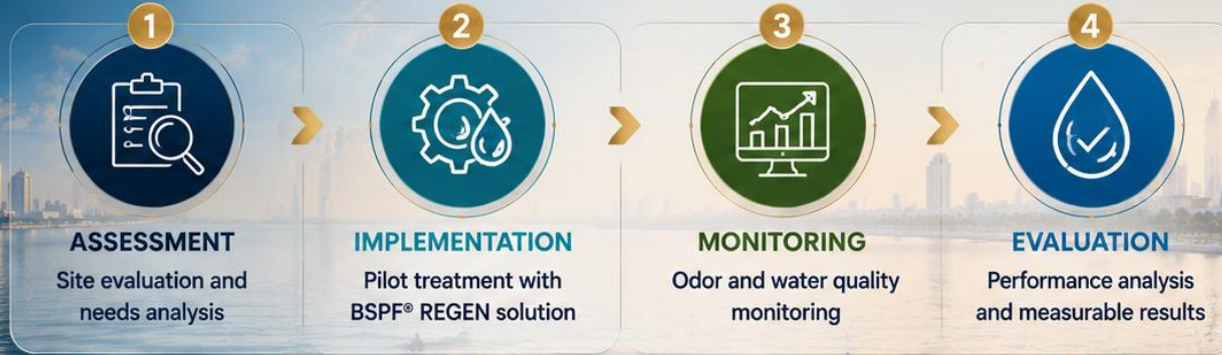 1
ASSESSMENT
Site evaluation and
needs analysis
2
IMPLEMENTATION
Pilot treatment with
BSPF® REGEN solution
3
MONITORING
Odor and water quality
monitoring
4
EVALUATION
Performance analysis
and measurable results